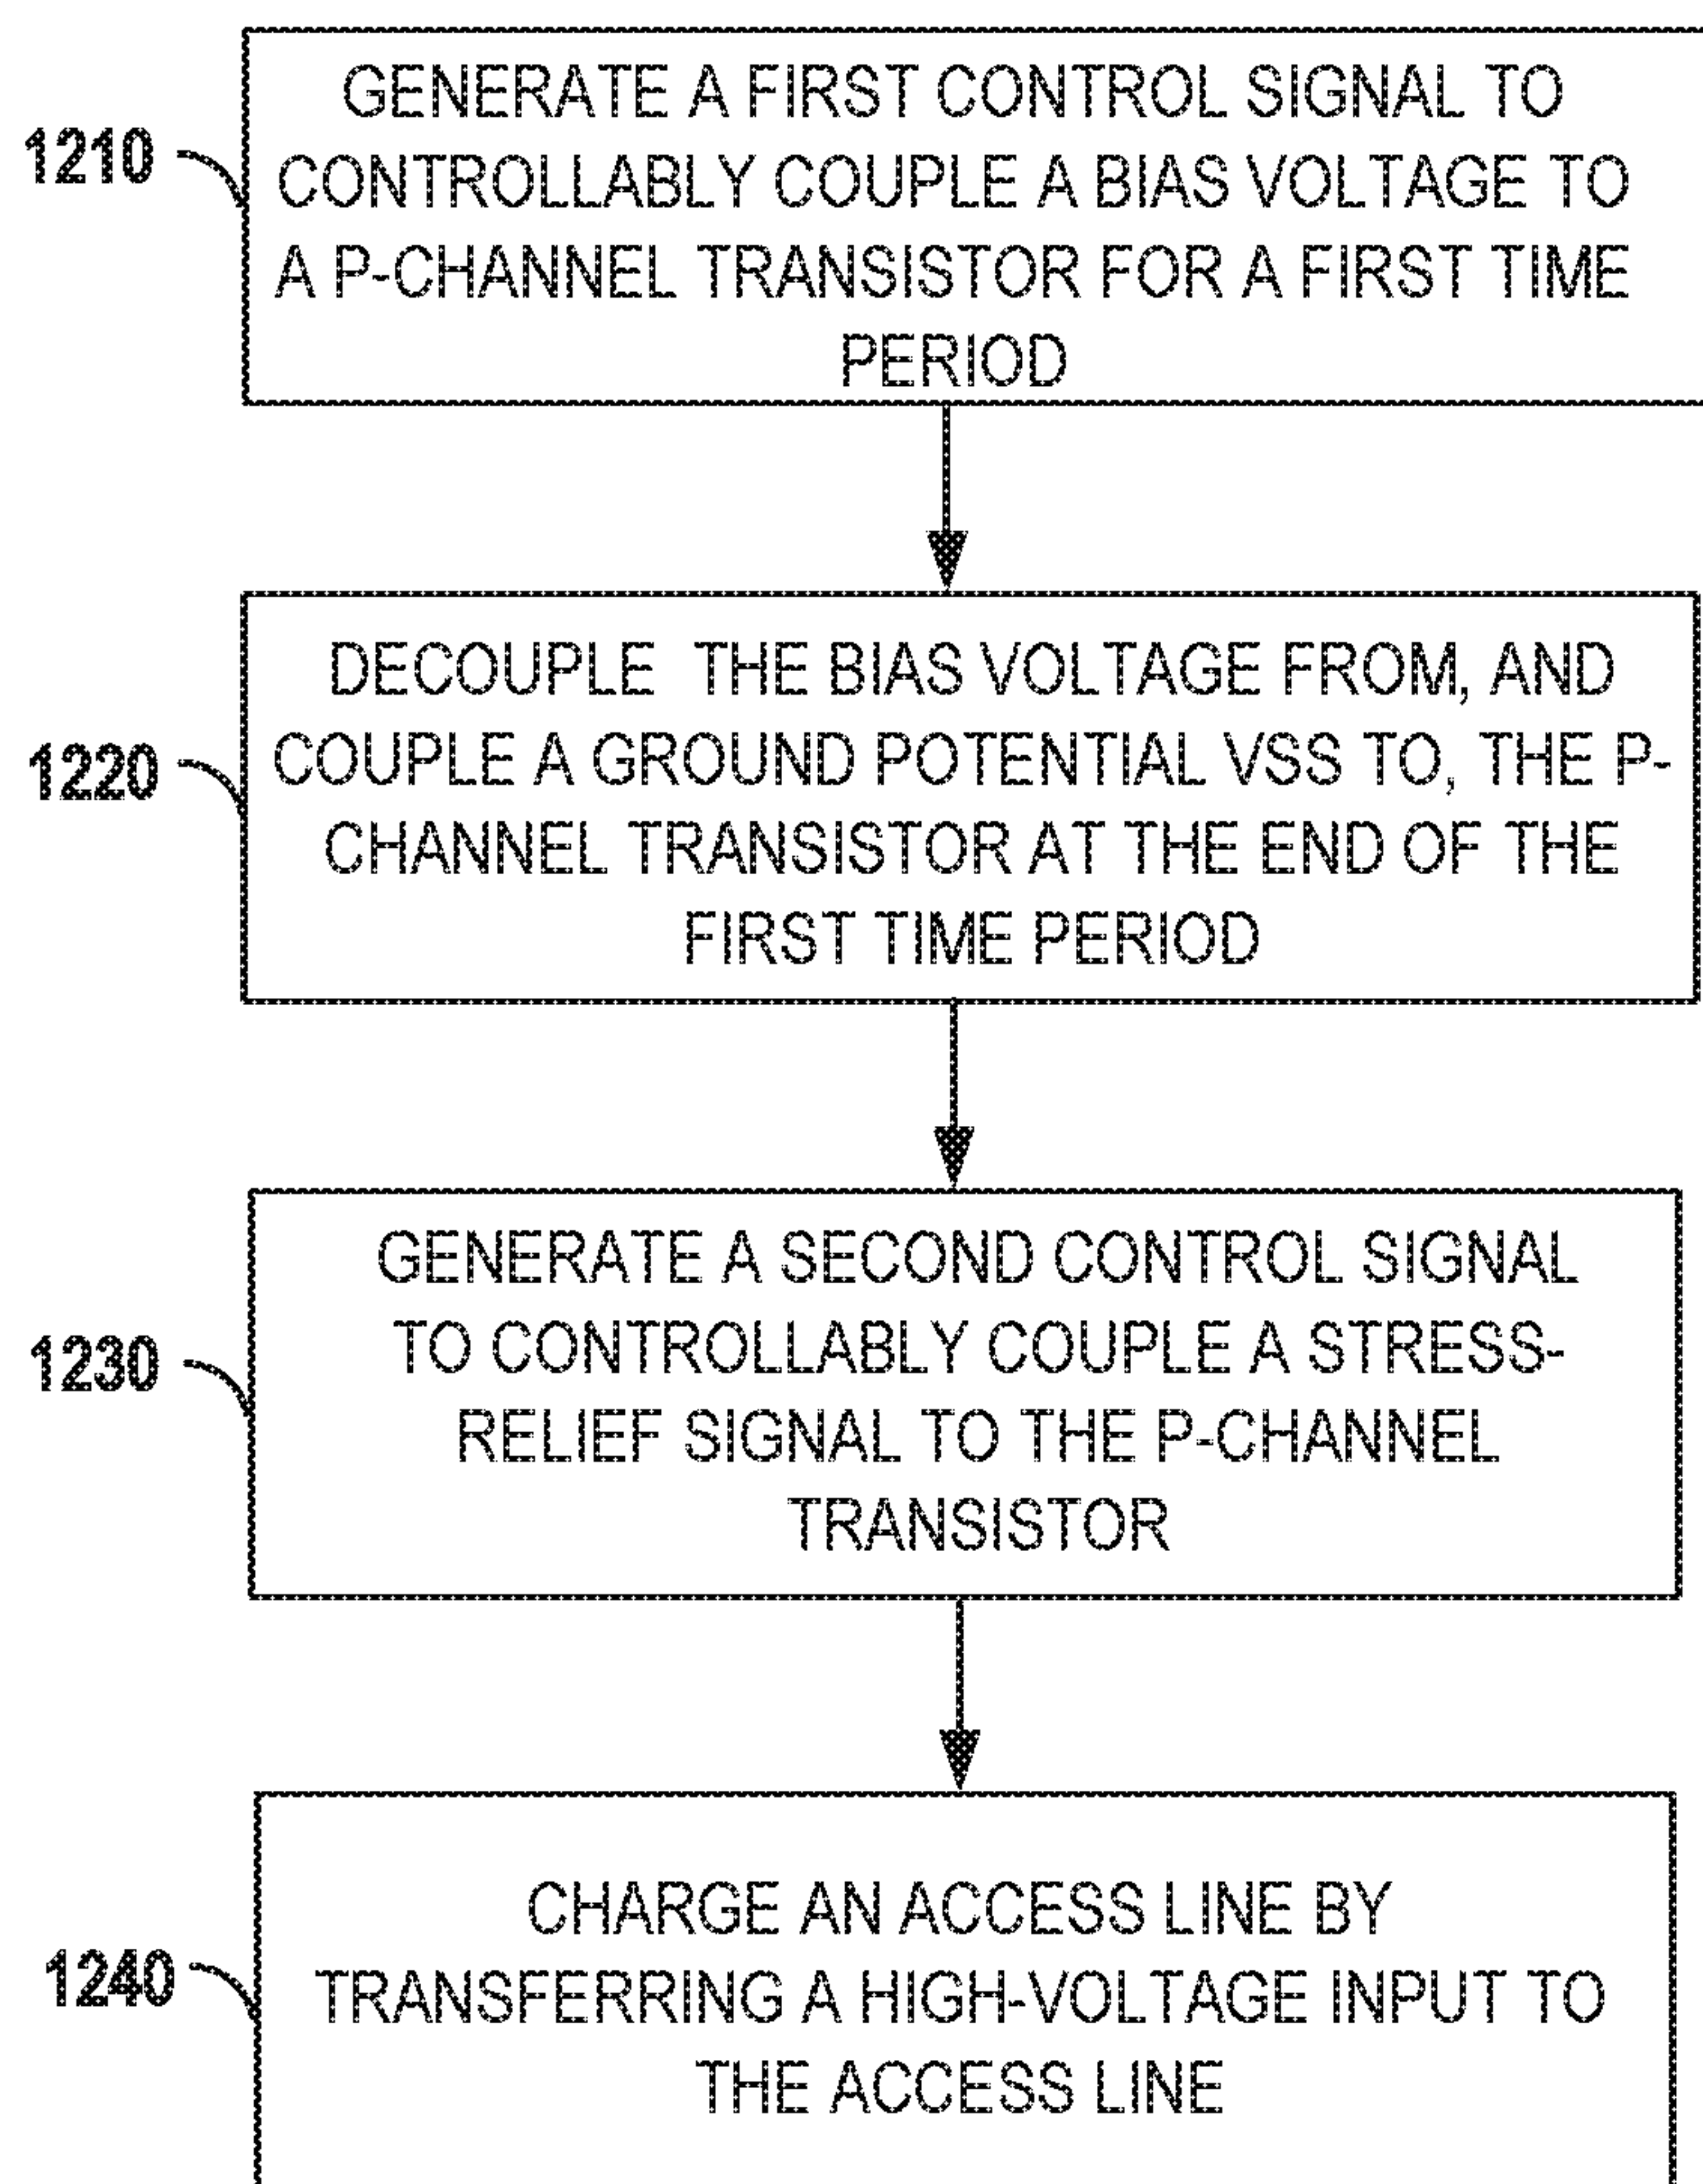 GENERATE A FIRST CONTROL SIGNAL TO
1210
CONTROLLABLY COUPLE A BIAS VOLTAGE TO
A P-CHANNEL TRANSISTOR FOR A FIRST TIME
PERIOD
DECOUPLE THE BIAS VOLTAGE FROM, AND
1220
COUPLE A GROUND POTENTIAL VSS TO, THE P-
CHANNEL TRANSISTOR AT THE END OF THE
FIRST TIME PERIOD
GENERATE A SECOND CONTROL SIGNAL
1230
TO CONTROLLABLY COUPLE A STRESS-
RELIEF SIGNAL TO THE P-CHANNEL
TRANSISTOR
CHARGE AN ACCESS LINE BY
1240
TRANSFERRING A HIGH-VOLTAGE INPUT TO
THE ACCESS LINE